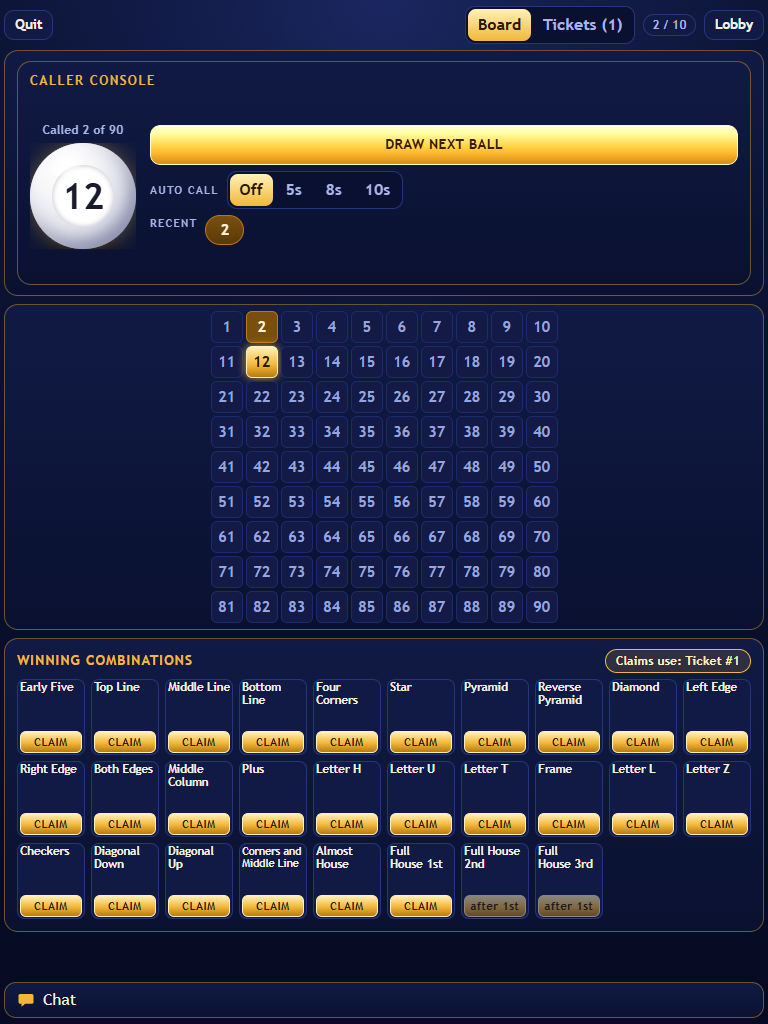 Quit Board Tickets (1) 2 / 10 Lobby
CALLER CONSOLE
Called 2 of 90
12
DRAW NEXT BALL
AUTO CALL Off 5s 8s 10s
RECENT 2
1 2 3 4 5 6 7 8 9 10
11 12 13 14 15 16 17 18 19 20
21 22 23 24 25 26 27 28 29 30
31 32 33 34 35 36 37 38 39 40
41 42 43 44 45 46 47 48 49 50
51 52 53 54 55 56 57 58 59 60
61 62 63 64 65 66 67 68 69 70
71 72 73 74 75 76 77 78 79 80
81 82 83 84 85 86 87 88 89 90
WINNING COMBINATIONS Claims use: Ticket #1
Early Five Top Line Middle Line Bottom Line Four Corners Star Pyramid Reverse Pyramid Diamond Left Edge
CLAIM CLAIM CLAIM CLAIM CLAIM CLAIM CLAIM CLAIM CLAIM CLAIM
Right Edge Both Edges Middle Column Plus Letter H Letter U Letter T Frame Letter L Letter Z
CLAIM CLAIM CLAIM CLAIM CLAIM CLAIM CLAIM CLAIM CLAIM CLAIM
Checkers Diagonal Down Diagonal Up Corners and Middle Line Almost House Full House 1st Full House 2nd Full House 3rd
CLAIM CLAIM CLAIM CLAIM CLAIM CLAIM after 1st after 1st
Chat